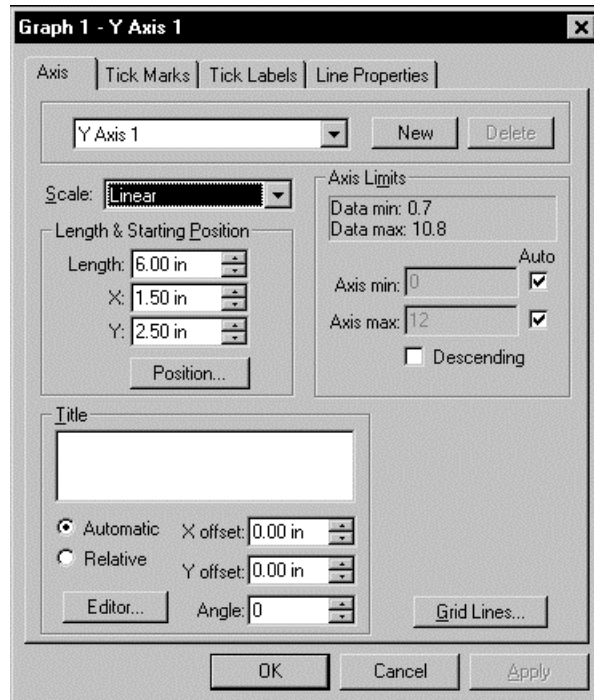 Graph 1 - Y Axis 1
Axis
Tick Marks
Tick Labels
Line Properties
Y Axis 1
New
Delete
Scale: Linear
Length & Starting Position
Length: 6.00 in
X: 1.50 in
Y: 2.50 in
Position...
Axis Limits
Data min: 0.7
Data max: 10.8
Auto
Axis min: 0
Axis max: 12
Descending
Title
Automatic
Relative
X offset: 0.00 in
Y offset: 0.00 in
Editor...
Angle: 0
Grid Lines...
OK
Cancel
Apply